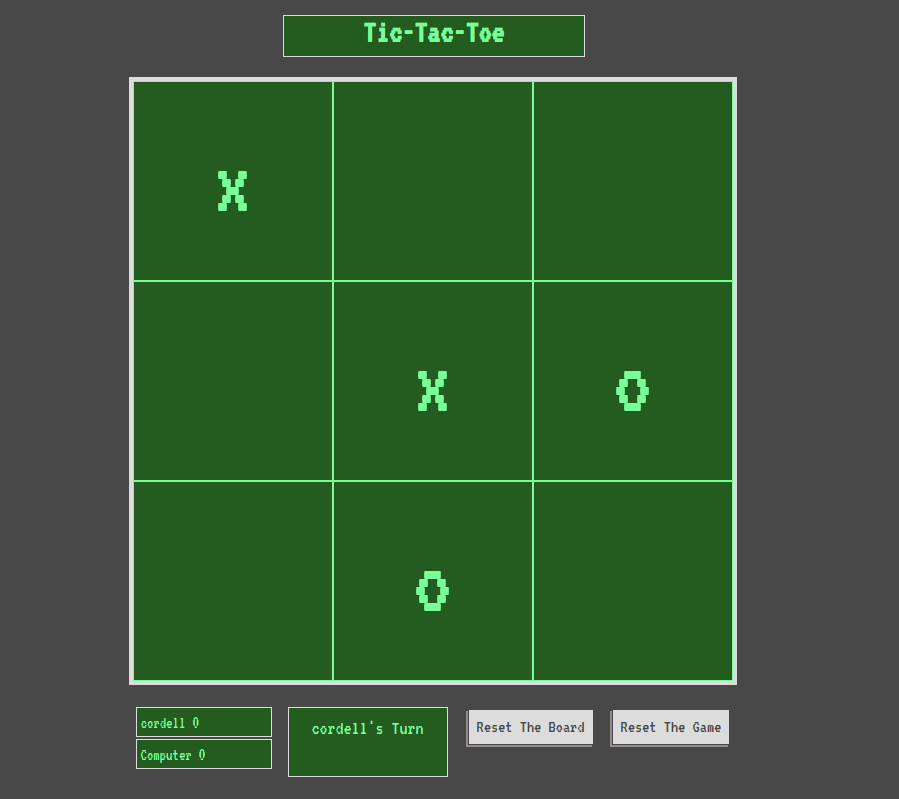 Tic-Tac-Toe
X
X O
O
cordell 0
Computer 0
cordell's Turn
Reset The Board
Reset The Game